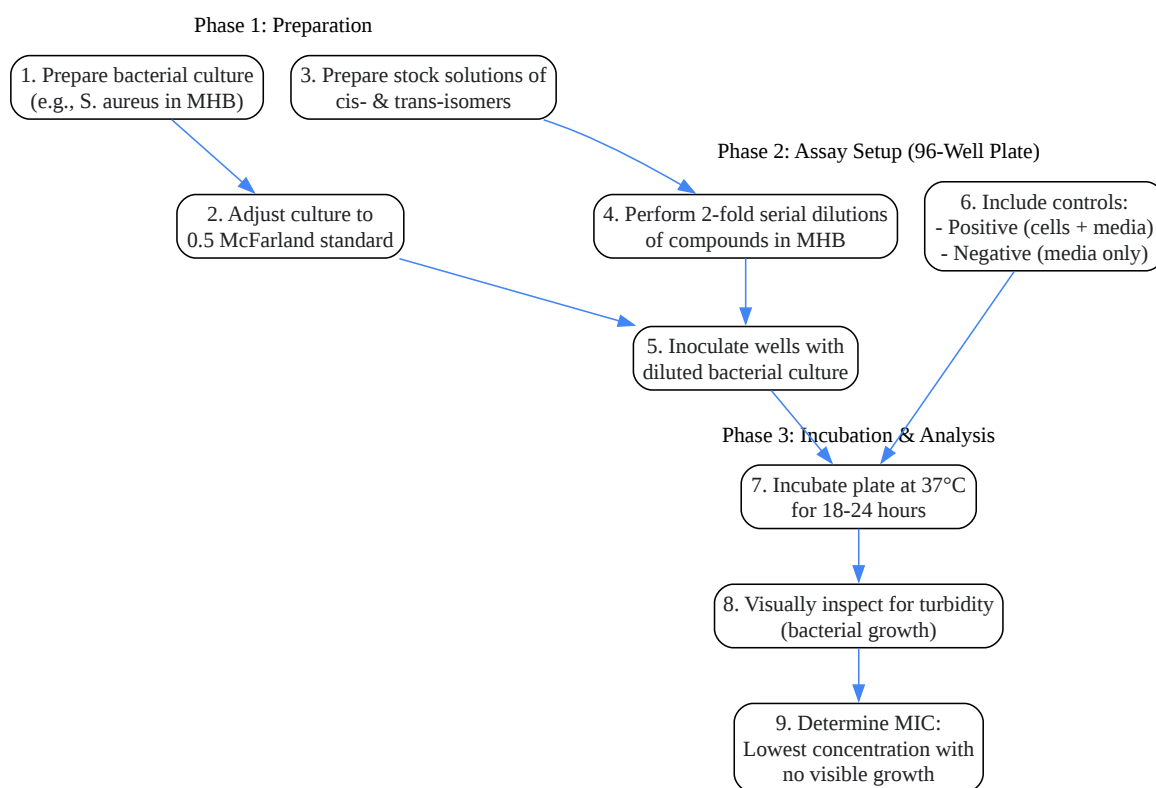 Phase 1: Preparation
1. Prepare bacterial culture
(e.g., S. aureus in MHB)
3. Prepare stock solutions of
cis- & trans-isomers
Phase 2: Assay Setup (96-Well Plate)
2. Adjust culture to
0.5 McFarland standard
4. Perform 2-fold serial dilutions
of compounds in MHB
6. Include controls:
- Positive (cells + media)
- Negative (media only)
5. Inoculate wells with
diluted bacterial culture
Phase 3: Incubation & Analysis
7. Incubate plate at 37°C
for 18-24 hours
8. Visually inspect for turbidity
(bacterial growth)
9. Determine MIC:
Lowest concentration with
no visible growth